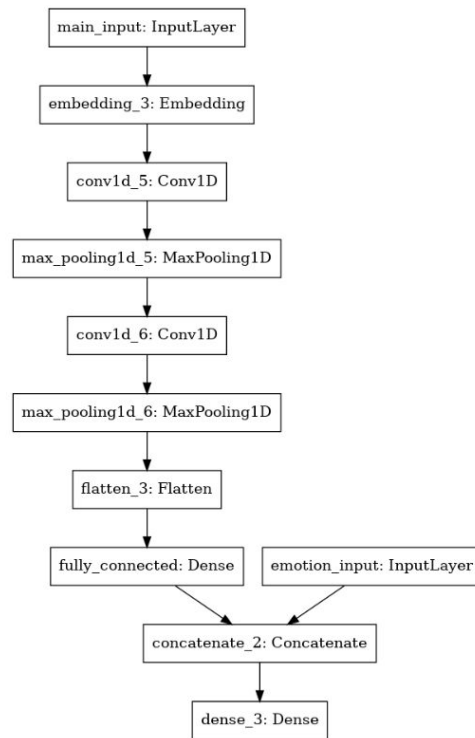 main_input: InputLayer
embedding_3: Embedding
conv1d_5: Conv1D
max_pooling1d_5: MaxPooling1D
conv1d_6: Conv1D
max_pooling1d_6: MaxPooling1D
flatten_3: Flatten
fully_connected: Dense
emotion_input: InputLayer
concatenate_2: Concatenate
dense_3: Dense